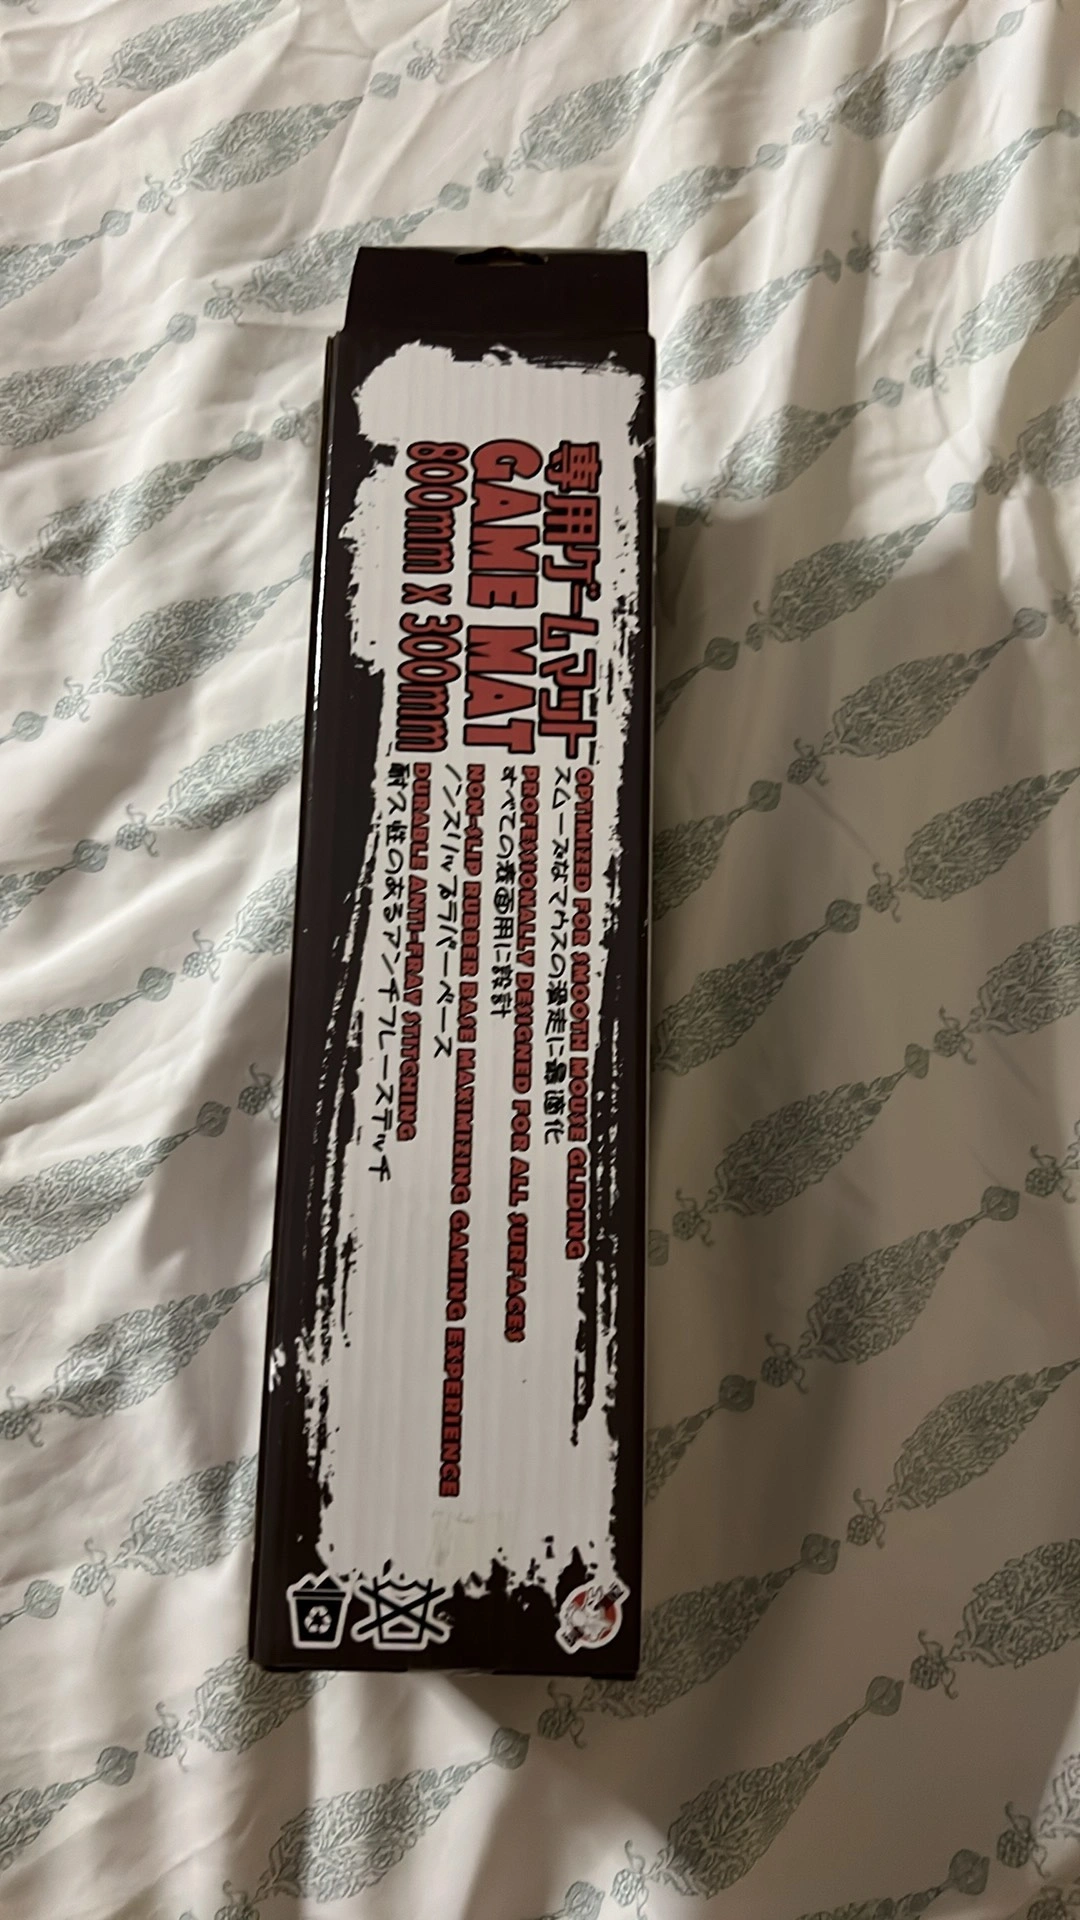 専用ゲームマット
GAME MAT
800mm X 300mm
OPTIMIZED FOR SMOOTH MOUSE GLIDING
スムーズなマウスの滑走に最適化
PROFESSIONALLY DESIGNED FOR ALL SURFACES
すべての表面用に設計
NON-SLIP RUBBER BASE MAXIMIZING GAMING EXPERIENCE
ノンスリップラバーベース
DURABLE ANTI-FRAY STITCHING
耐久性のあるアンチフレーステッチ